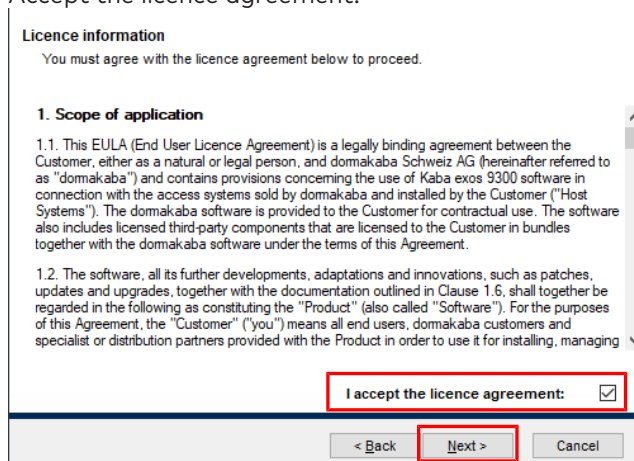 Accept the licence agreement.
Licence information
You must agree with the licence agreement below to proceed.
1. Scope of application
1.1. This EULA (End User Licence Agreement) is a legally binding agreement between the
Customer, either as a natural or legal person, and dormakaba Schweiz AG (hereinafter referred to
as "dormakaba") and contains provisions concerning the use of Kaba exos 9300 software in
connection with the access systems sold by dormakaba and installed by the Customer ("Host
Systems"). The dormakaba software is provided to the Customer for contractual use. The software
also includes licensed third-party components that are licensed to the Customer in bundles
together with the dormakaba software under the terms of this Agreement.
1.2. The software, all its further developments, adaptations and innovations, such as patches,
updates and upgrades, together with the documentation outlined in Clause 1.6, shall together be
regarded in the following as constituting the "Product" (also called "Software"). For the purposes
of this Agreement, the "Customer" ("you") means all end users, dormakaba customers and
specialist or distribution partners provided with the Product in order to use it for installing, managing
I accept the licence agreement:
< Back Next > Cancel